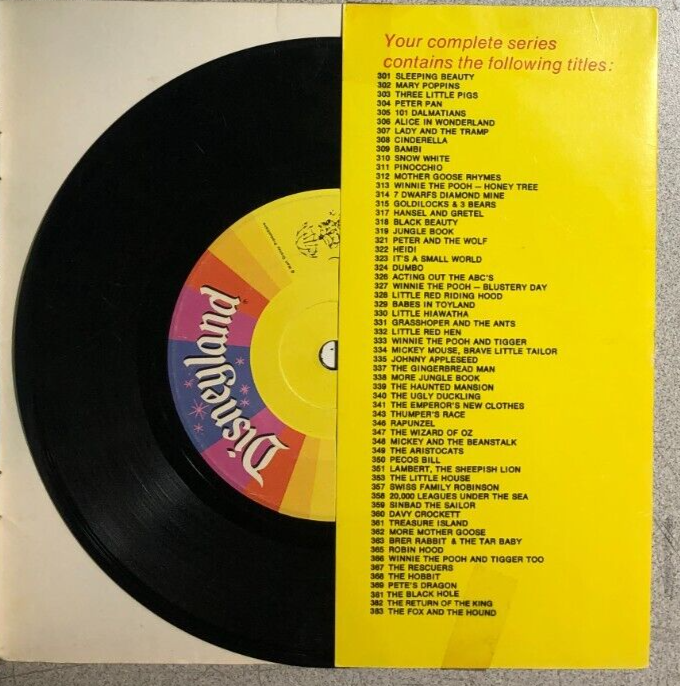 Your complete series
contains the following titles:
301 SLEEPING BEAUTY
302 MARY POPPINS
303 THREE LITTLE PIGS
304 PETER PAN
305 101 DALMATIANS
306 ALICE IN WONDERLAND
307 LADY AND THE TRAMP
308 CINDERELLA
309 BAMBI
310 SNOW WHITE
311 PINOCCHIO
312 MOTHER GOOSE RHYMES
313 WINNIE THE POOH — HONEY TREE
314 7 DWARFS DIAMOND MINE
315 GOLDILOCKS & 3 BEARS
317 HANSEL AND GRETEL
318 BLACK BEAUTY
319 JUNGLE BOOK
321 PETER AND THE WOLF
322 HEIDI
323 IT'S A SMALL WORLD
324 DUMBO
326 ACTING OUT THE ABC'S
327 WINNIE THE POOH — BLUSTERY DAY
328 LITTLE RED RIDING HOOD
329 BABES IN TOYLAND
330 LITTLE HIAWATHA
331 GRASSHOPER AND THE ANTS
332 LITTLE RED HEN
333 WINNIE THE POOH AND TIGGER
334 MICKEY MOUSE, BRAVE LITTLE TAILOR
335 JOHNNY APPLESEED
337 THE GINGERBREAD MAN
338 MORE JUNGLE BOOK
339 THE HAUNTED MANSION
340 THE UGLY DUCKLING
341 THE EMPEROR'S NEW CLOTHES
343 THUMPER'S RACE
346 RAPUNZEL
347 THE WIZARD OF OZ
348 MICKEY AND THE BEANSTALK
349 THE ARISTOCATS
350 PECOS BILL
351 LAMBERT, THE SHEEPISH LION
353 THE LITTLE HOUSE
357 SWISS FAMILY ROBINSON
358 20,000 LEAGUES UNDER THE SEA
359 SINBAD THE SAILOR
360 DAVY CROCKETT
361 TREASURE ISLAND
362 MORE MOTHER GOOSE
363 BRER RABBIT & THE TAR BABY
365 ROBIN HOOD
366 WINNIE THE POOH AND TIGGER TOO
367 THE RESCUERS
368 THE HOBBIT
369 PETE'S DRAGON
381 THE BLACK HOLE
382 THE RETURN OF THE KING
383 THE FOX AND THE HOUND
Disneyland